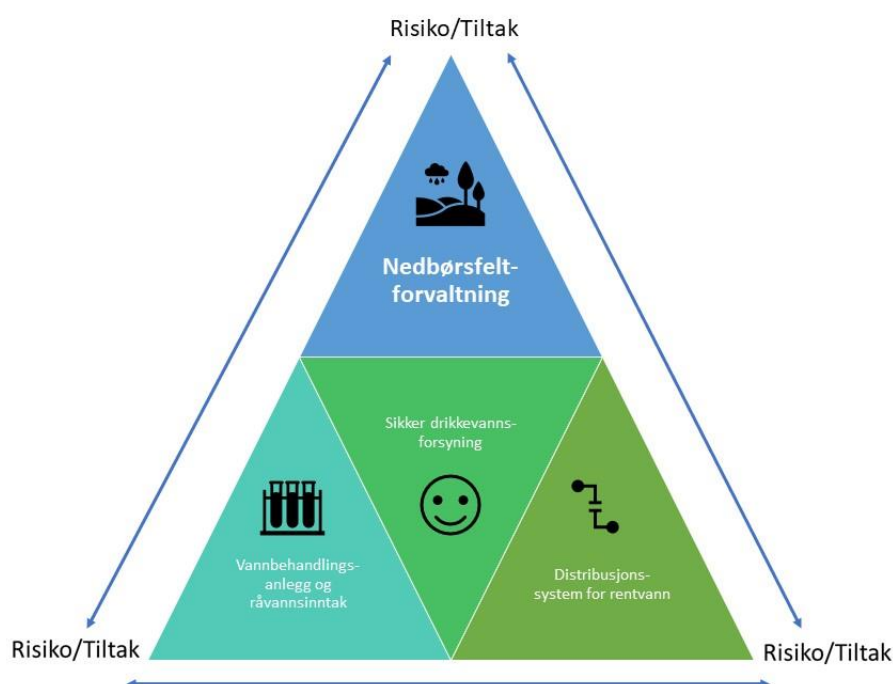 Risiko/Tiltak
Nedbørsfelt-
forvaltning
Sikker drikkevanns-
forsyning
Vannbehandlings-
anlegg og
råvannsinntak
Distribusjons-
system for rentvann
Risiko/Tiltak
Risiko/Tiltak